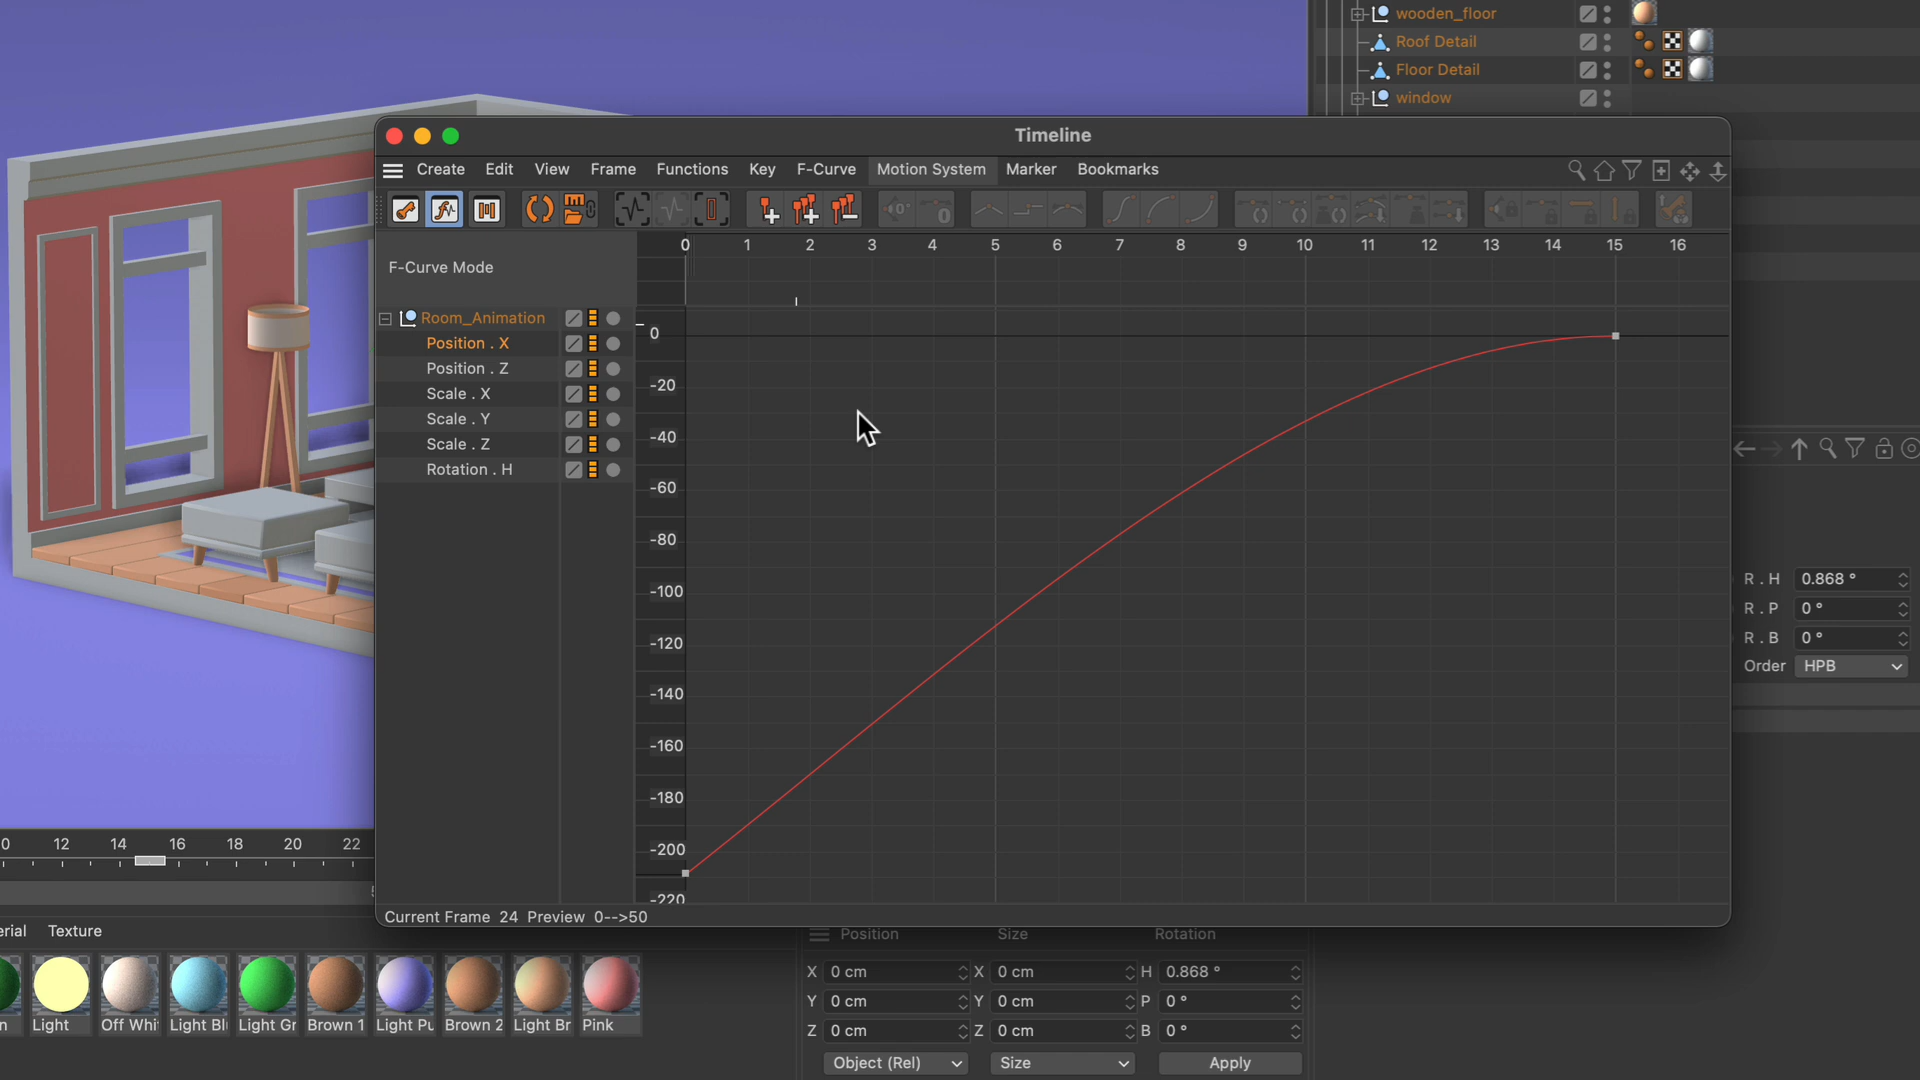 wooden_floor
Roof Detail
Floor Detail
window
Timeline
Create Edit View Frame Functions Key F-Curve Motion System Marker Bookmarks
0 1 2 3 4 5 6 7 8 9 10 11 12 13 14 15 16
F-Curve Mode
Room_Animation
Position . X
Position . Z
Scale . X
Scale . Y
Scale . Z
Rotation . H
0
-20
-40
-60
-80
-100
-120
-140
-160
-180
-200
-220
R . H 0.868 °
R . P 0 °
R . B 0 °
Order HPB
0 12 14 16 18 20 22
Current Frame 24 Preview 0-->50
erial Texture
n Light Off Whi Light Bl Light Gr Brown 1 Light Pu Brown 2 Light Br Pink
Position Size Rotation
X 0 cm X 0 cm H 0.868 °
Y 0 cm Y 0 cm P 0 °
Z 0 cm Z 0 cm B 0 °
Object (Rel) Size Apply